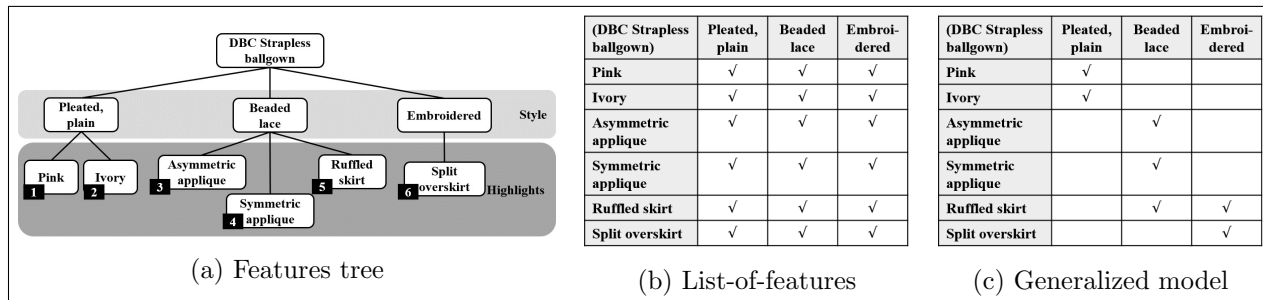 DBC Strapless
ballgown
Pleated,
plain
Beaded
lace
Embroidered
Style
Pink
1
Ivory
2
Asymmetric
applique
3
Symmetric
applique
4
Ruffled
skirt
5
Split
overskirt
6
Highlights
(a) Features tree
(DBC Strapless ballgown) Pleated, plain Beaded lace Embroi-dered
Pink √ √ √
Ivory √ √ √
Asymmetric applique √ √ √
Symmetric applique √ √ √
Ruffled skirt √ √ √
Split overskirt √ √ √
(b) List-of-features
(DBC Strapless ballgown) Pleated, plain Beaded lace Embroi-dered
Pink √
Ivory √
Asymmetric applique √
Symmetric applique √
Ruffled skirt √ √
Split overskirt √
(c) Generalized model